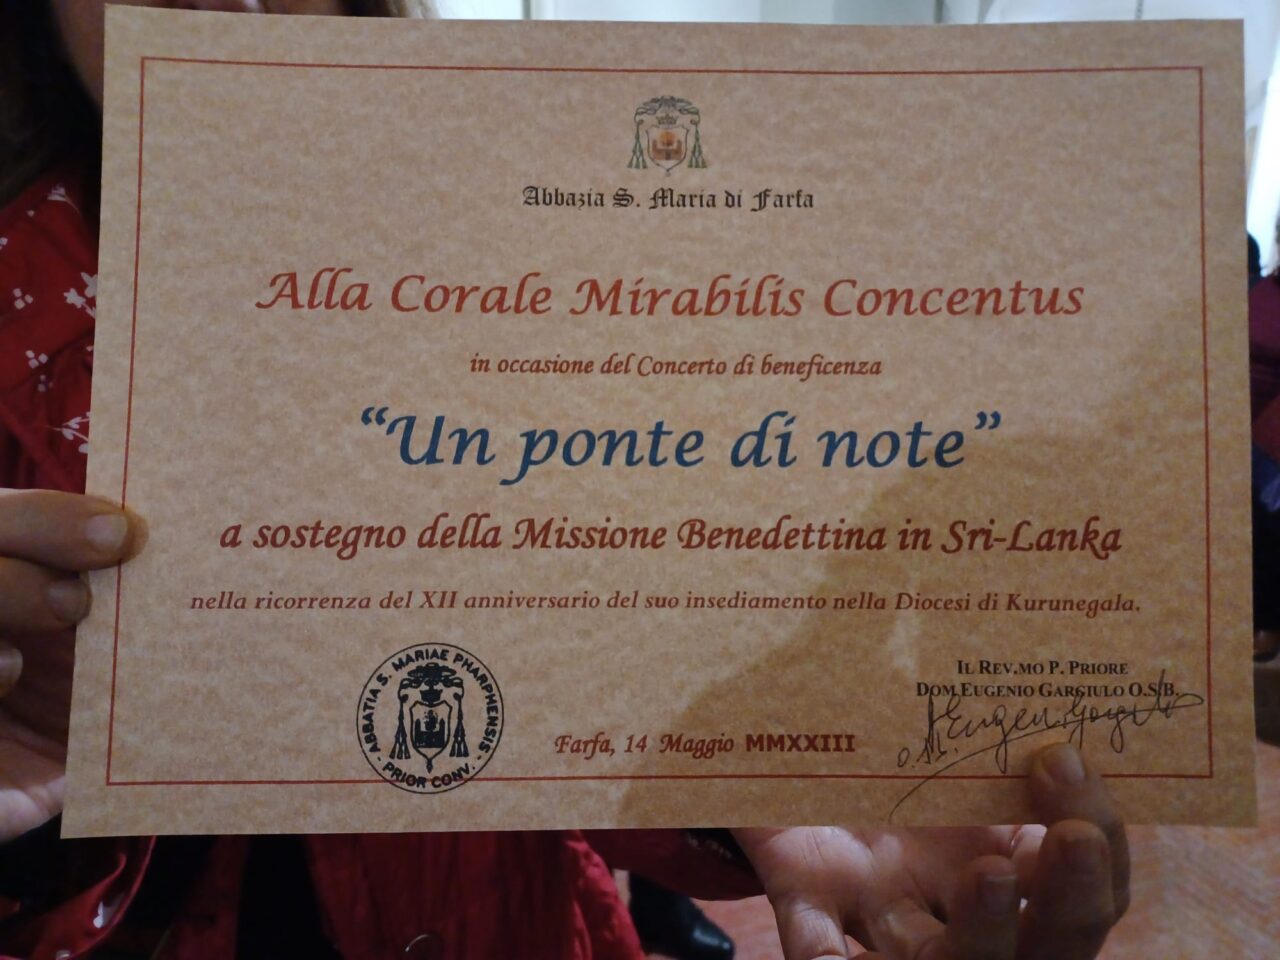 Abbazia S. Maria di Farfa
Alla Corale Mirabilis Concentus
in occasione del Concerto di beneficenza
“Un ponte di note”
a sostegno della Missione Benedettina in Sri-Lanka
nella ricorrenza del XII anniversario del suo insediamento nella Diocesi di Kurunegala.
ABBATIA S. MARIAE PHARPHENSIS
PRIOR CONV.
Farfa, 14 Maggio MMXXIII
IL REV.MO P. PRIORE
DOM EUGENIO GARGIULO O.S.B.